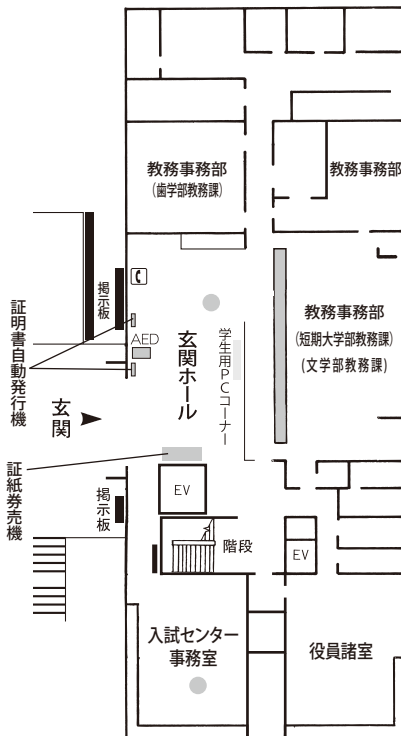 教務事務部
(歯学部教務課)
教務事務部
掲示板
証明書自動発行機
AED
玄関ホール
学生用PCコーナー
教務事務部
(短期大学部教務課)
(文学部教務課)
玄関
証紙券売機
掲示板
EV
階段
EV
入試センター
事務室
役員諸室